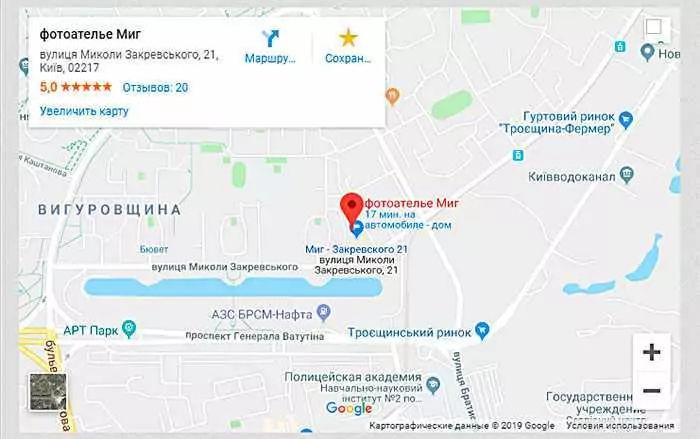 фотоателье Миг
вулиця Миколи Закревського, 21,
Київ, 02217
5,0
Отзывов: 20
Увеличить карту
Маршру...
Сохран...
Нов
Гуртовий ринок
"Троєщина-Фермер"
Київводоканал
ВИГУРОВЩИНА
фотоателье Миг
17 мин. на
автомобиле - дом
Миг - Закревского 21
вулиця Миколи
Закревського, 21
Бювет
вулиця Миколи Закревського
АЗС БРСМ-Нафта
АРТ Парк
проспект Генерала Ватутіна
Троєщинський ринок
Полицейская академия
Навчально-науковий
інститут №2 по...
вулиця Братис
Государственно
учреждение
Google
Картографические данные © 2019 Google
Условия использования